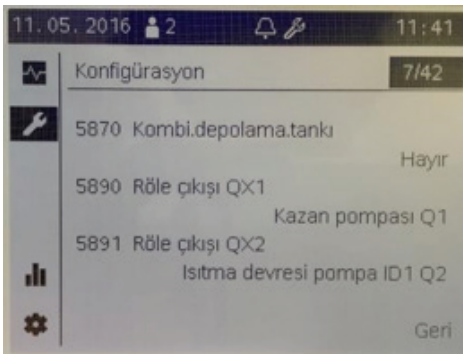 11.05.2016 2 11:41
Konfigürasyon 7/42
5870 Kombi.depolama.tankı
Hayır
5890 Röle çıkışı QX1
Kazan pompası Q1
5891 Röle çıkışı QX2
Isıtma devresi pompa ID1 Q2
Geri